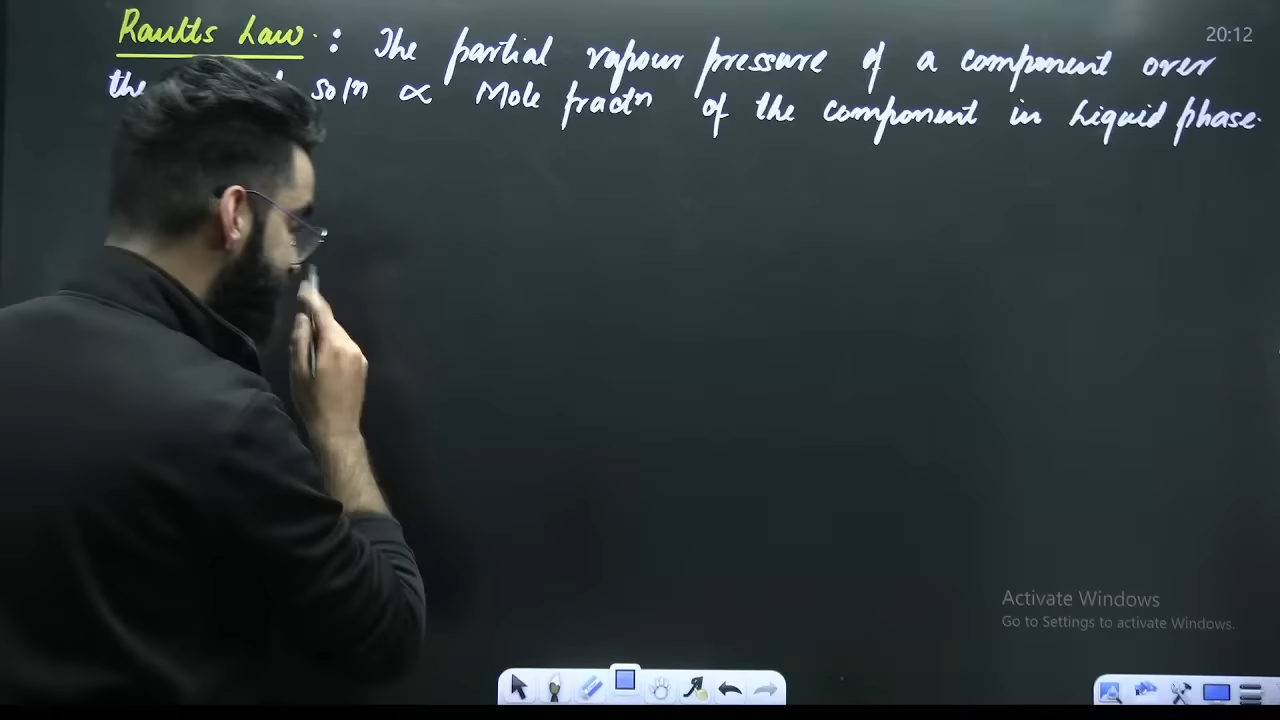 Raults Law : The partial vapour pressure of a component over
20:12
the soln ∝ Mole fractn of the component in Liquid phase.
Activate Windows
Go to Settings to activate Windows.